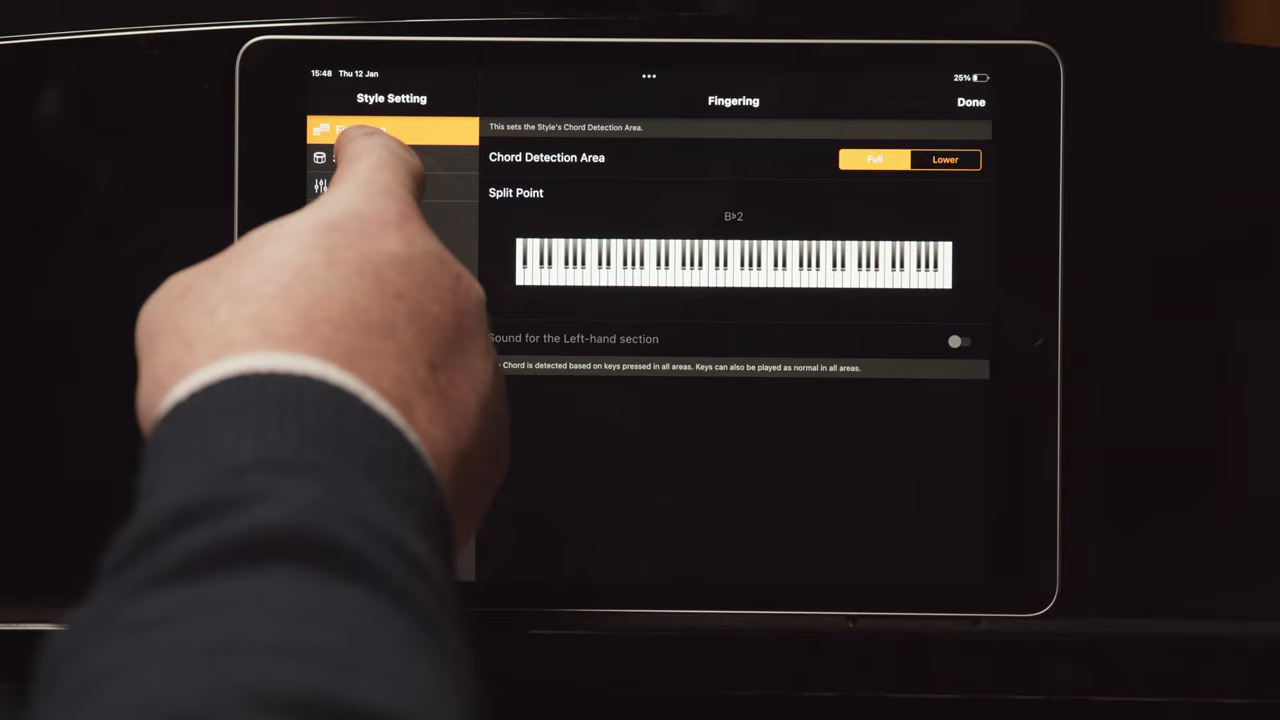 15:48 Thu 12 Jan
25%
Style Setting
Fingering
Done
This sets the Style's Chord Detection Area.
Chord Detection Area
Full
Lower
Split Point
B♭2
Sound for the Left-hand section
Chord is detected based on keys pressed in all areas. Keys can also be played as normal in all areas.